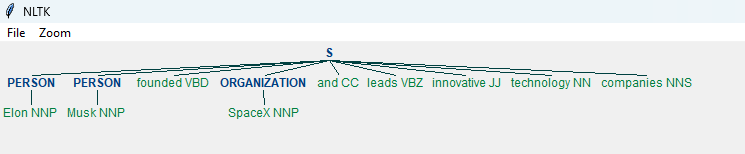 NLTK
File Zoom
S
PERSON PERSON founded VBD ORGANIZATION and CC leads VBZ innovative JJ technology NN companies NNS
Elon NNP Musk NNP SpaceX NNP